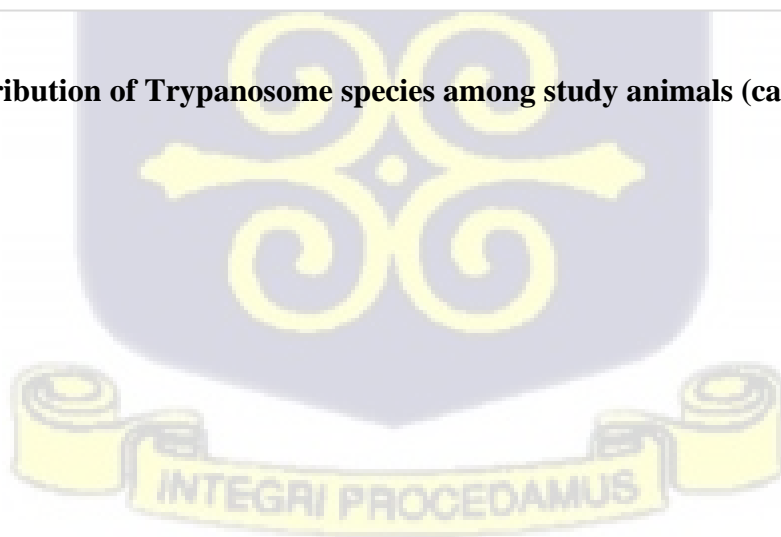 ribution of Trypanosome species among study animals (ca
INTEGRI PROCEDAMUS